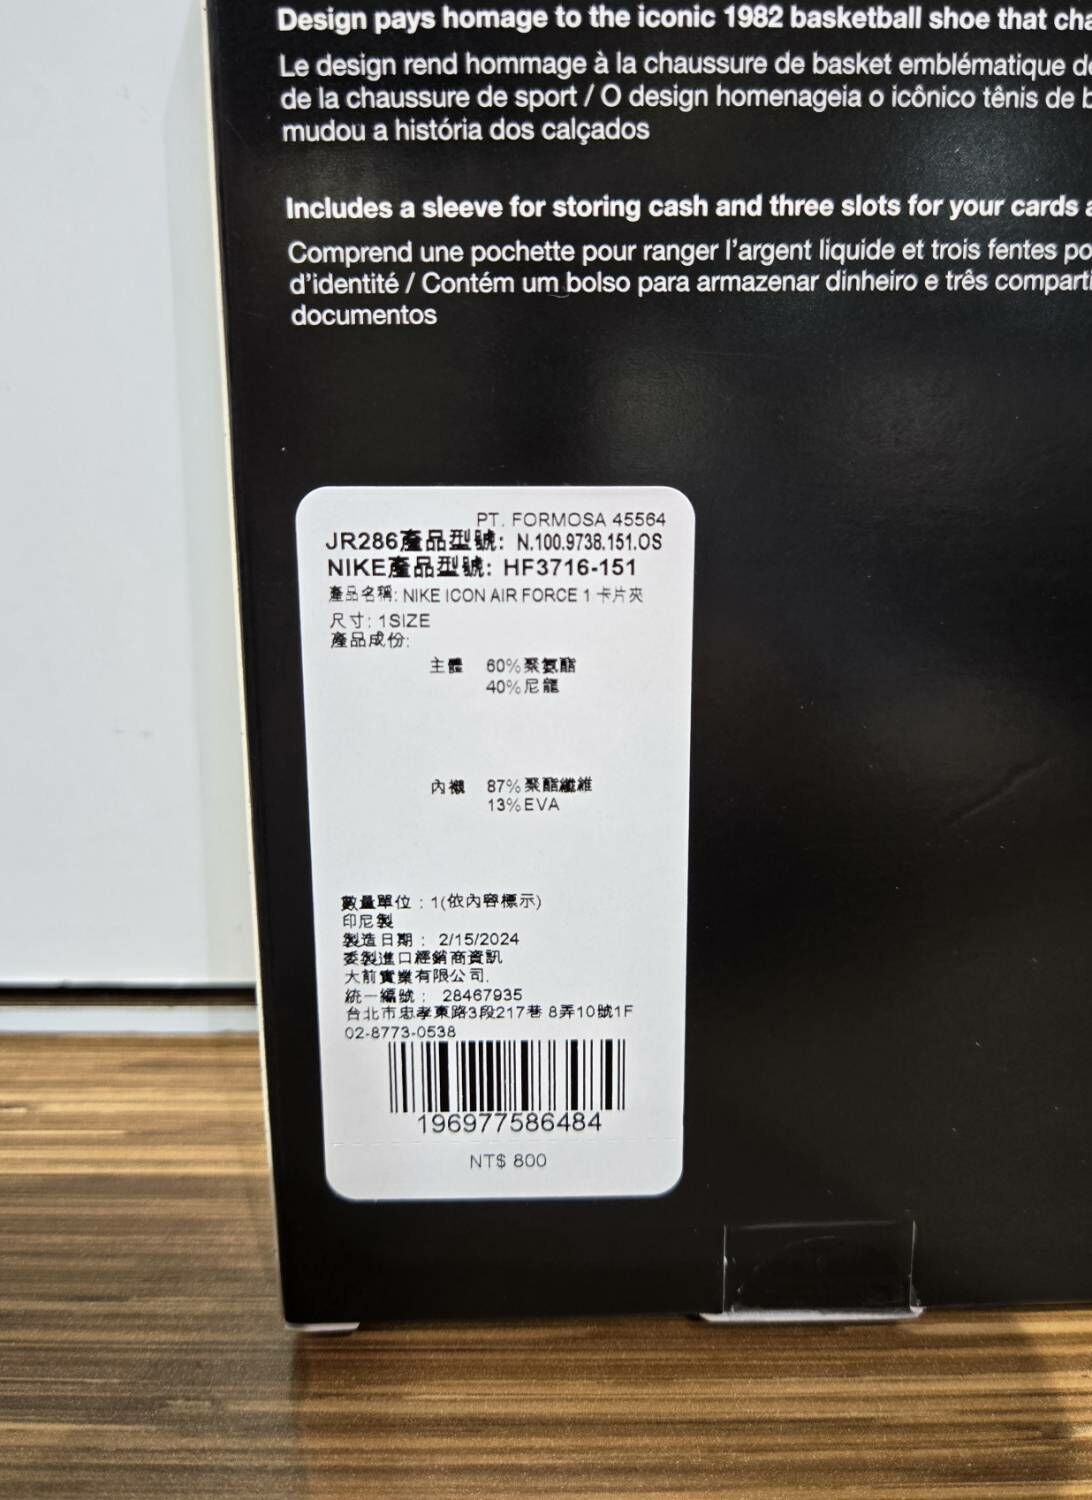 Design pays homage to the iconic 1982 basketball shoe that
Le design rend hommage à la chaussure de basket emblématique
de la chaussure de sport / O design homenageia o icônico tênis de
mudou a história dos calçados
Includes a sleeve for storing cash and three slots for your cards
Comprend une pochette pour ranger l'argent liquide et trois fentes
d'identité / Contém um bolso para armazenar dinheiro e três
documentos
PT. FORMOSA 45564
JR286產品型號: N.100.9738.151.OS
NIKE產品型號: HF3716-151
產品名稱: NIKE ICON AIR FORCE 1 卡片夾
尺寸: 1SIZE
產品成份:
主體 60%聚氨酯
40%尼龍
內襯 87%聚酯纖維
13%EVA
數量單位 : 1(依內容標示)
印尼製
製造日期 : 2/15/2024
委製進口經銷商資訊
大前實業有限公司.
統一編號 : 28467935
台北市忠孝東路3段217巷 8弄10號1F
02-8773-0538
196977586484
NT$ 800